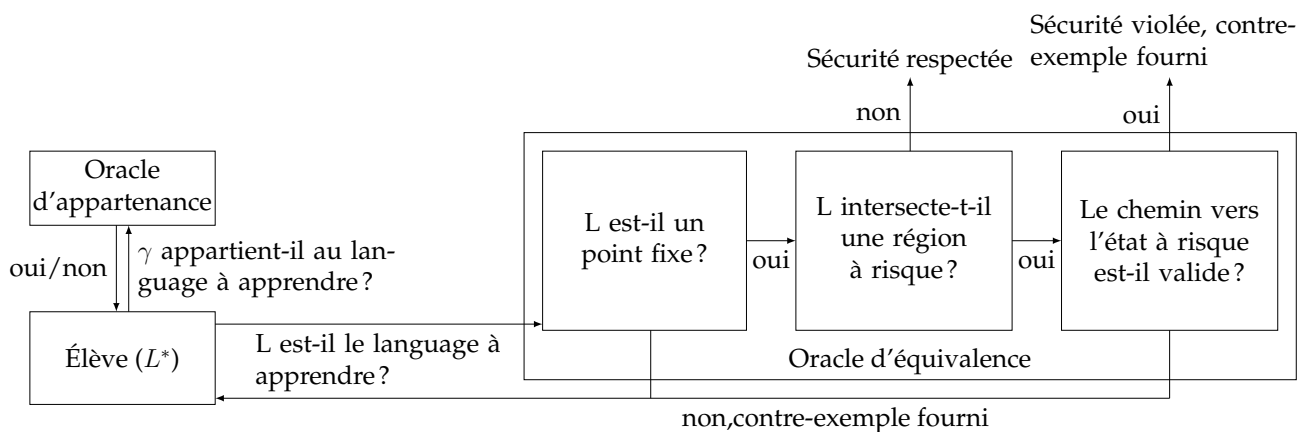 Sécurité violée, contre-
exemple fourni
Sécurité respectée
non
oui
Oracle
d'appartenance
oui/non
γ appartient-il au lan-
guage à apprendre ?
Élève (L*)
L est-il le language à
apprendre ?
L est-il un
point fixe ?
oui
L intersecte-t-il
une région
à risque ?
oui
Le chemin vers
l'état à risque
est-il valide ?
Oracle d'équivalence
non,contre-exemple fourni